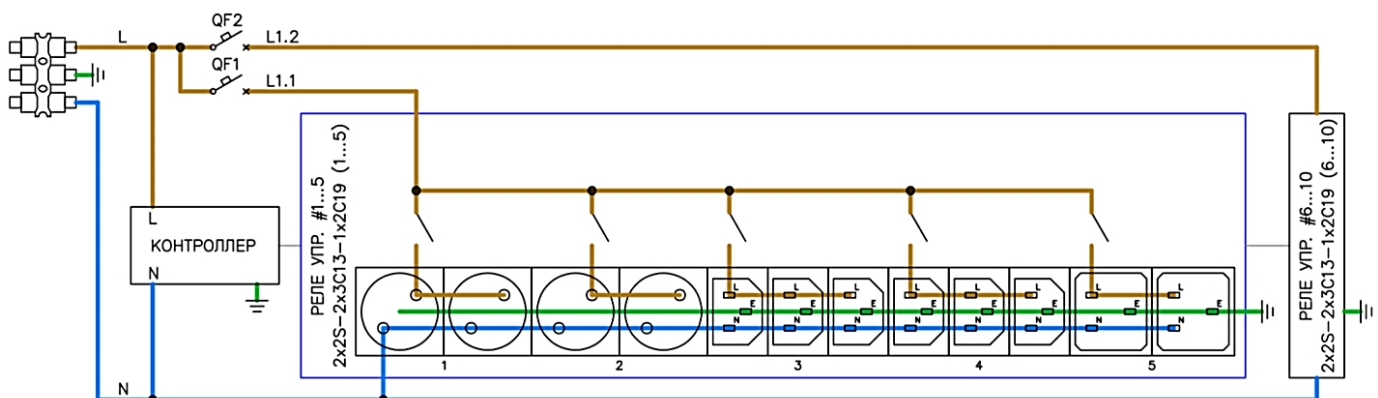 QF2
L
L1.2
QF1
L1.1
РЕЛЕ УПР. #1...5
2x2S-2x3C13-1x2C19 (1...5)
РЕЛЕ УПР. #6...10
2x2S-2x3C13-1x2C19 (6...10)
L
КОНТРОЛЛЕР
N
L L L L L L L L
E E E E E E E E
N N N N N N N N
1 2 3 4 5
N